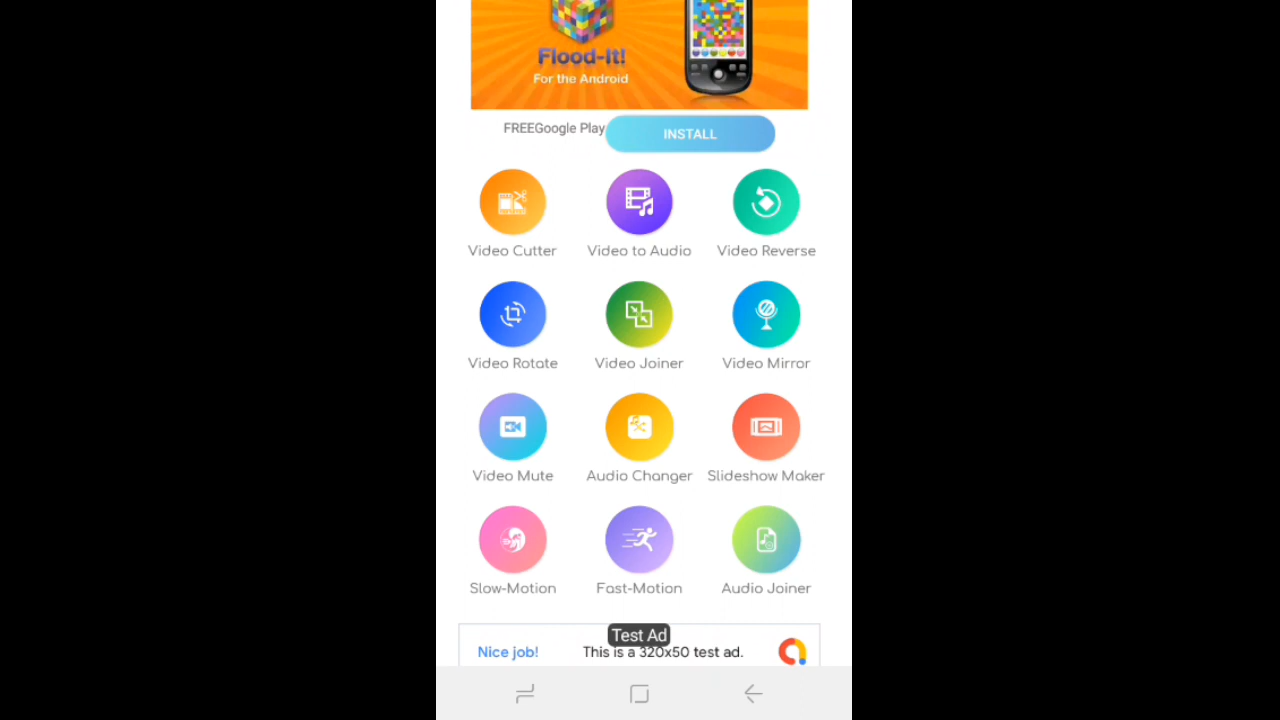 Flood-It!
For the Android
FREEGoogle Play
INSTALL
Video Cutter
Video to Audio
Video Reverse
Video Rotate
Video Joiner
Video Mirror
Video Mute
Audio Changer
Slideshow Maker
Slow-Motion
Fast-Motion
Audio Joiner
Test Ad
Nice job!
This is a 320x50 test ad.